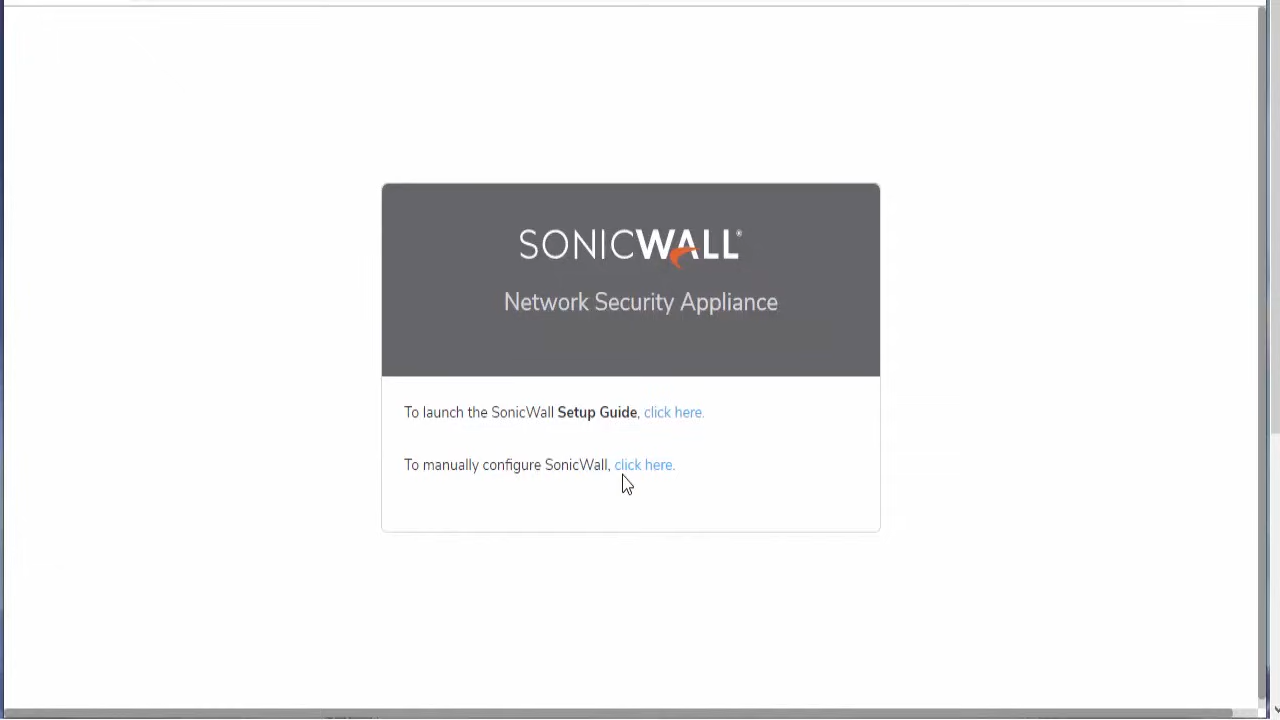 SONICWALL®
Network Security Appliance
To launch the SonicWall Setup Guide, click here.
To manually configure SonicWall, click here.